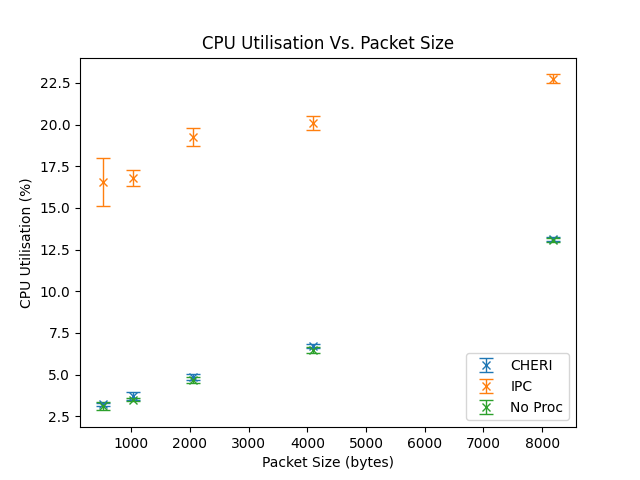 CPU Utilisation Vs. Packet Size
22.5
20.0
17.5
15.0
12.5
10.0
7.5
5.0
2.5
CPU Utilisation (%)
CHERI
IPC
No Proc
1000 2000 3000 4000 5000 6000 7000 8000
Packet Size (bytes)